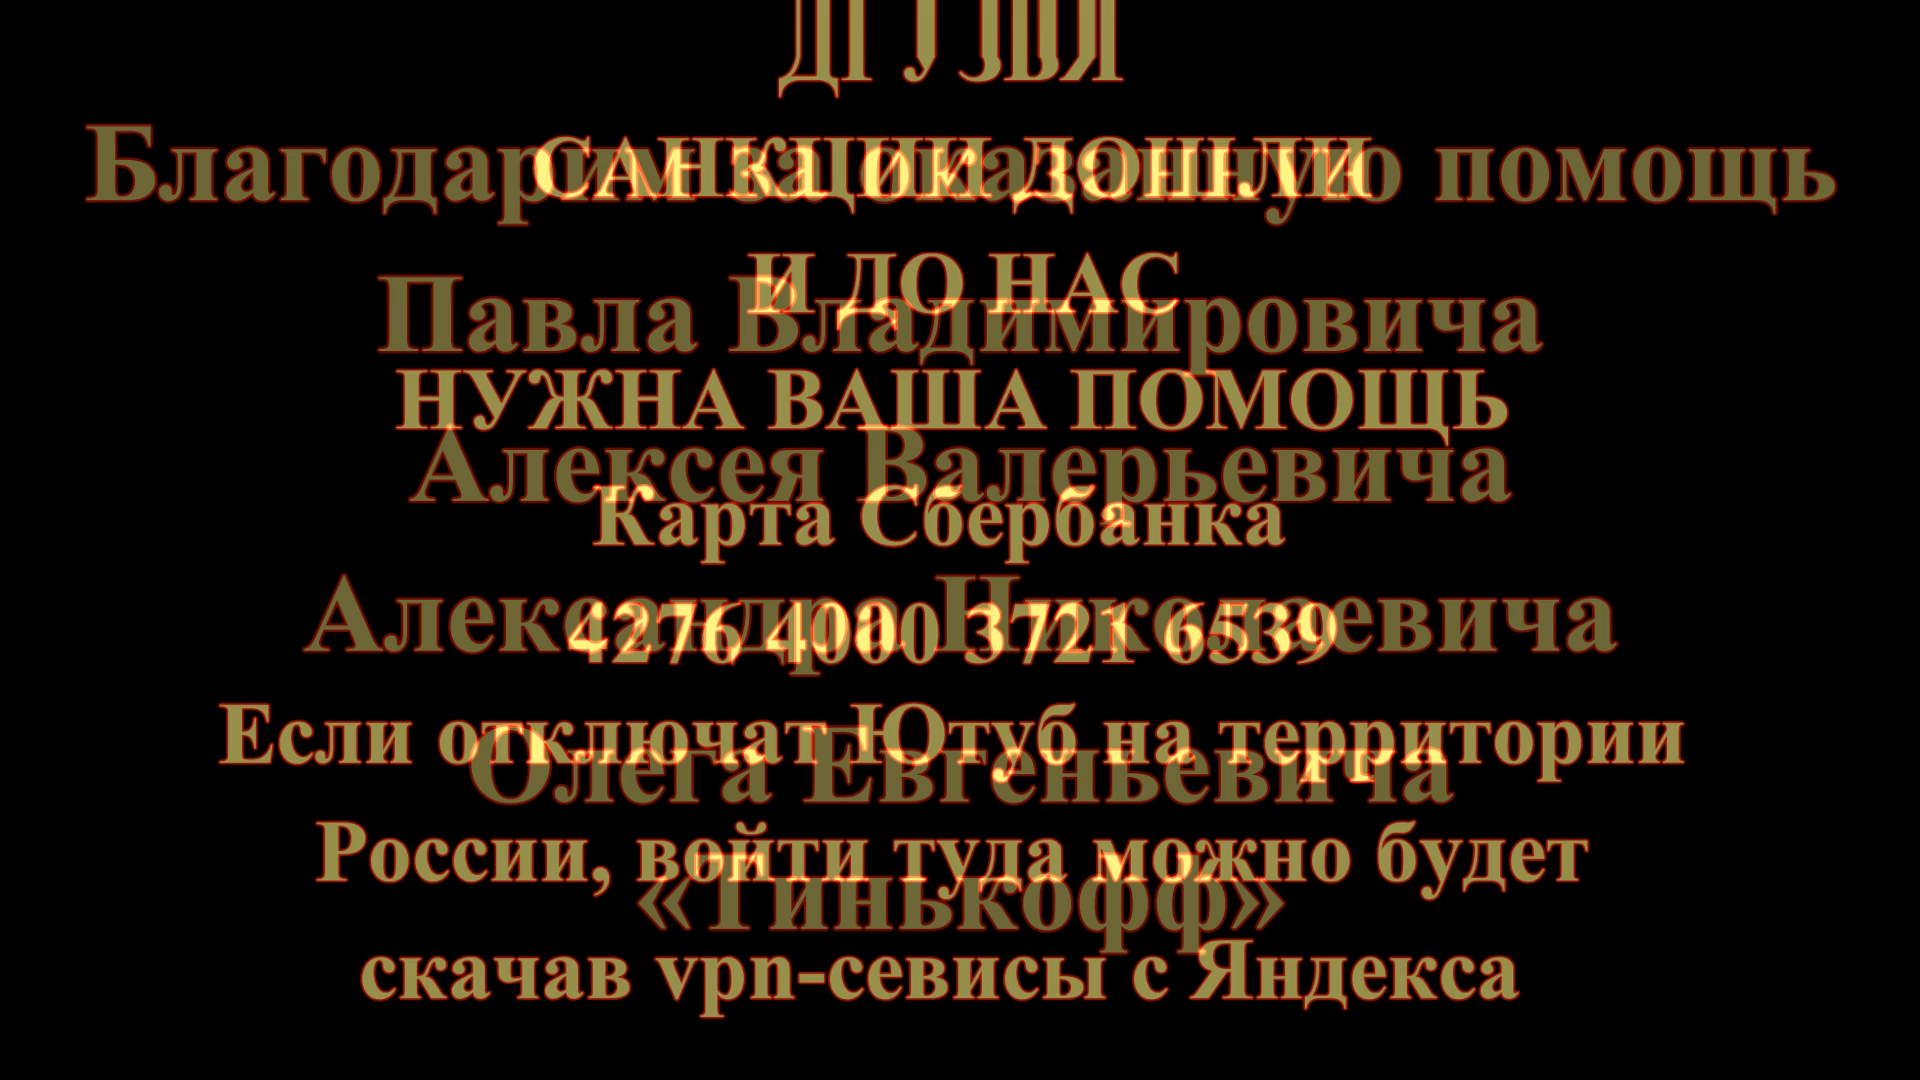 ДРУЗЬЯ
Благодарим за оказанную помощь
САНКЦИИ ДОШЛИ
И ДО НАС
Павла Владимировича
НУЖНА ВАША ПОМОЩЬ
Алексея Валерьевича
Карта Сбербанка
Александра Николаевича
4276 4000 3721 6539
Если отключат Ютуб на территории
Олега Евгеньевича
России, войти туда можно будет
«Тинькофф»
скачав vpn-севисы с Яндекса